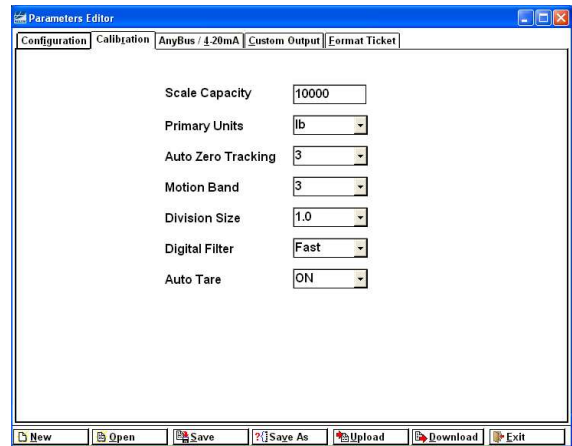 Parameters Editor
Configuration Calibration AnyBus / 4-20mA Custom Output Format Ticket
Scale Capacity 10000
Primary Units lb
Auto Zero Tracking 3
Motion Band 3
Division Size 1.0
Digital Filter Fast
Auto Tare ON
New Open Save Save As Upload Download Exit